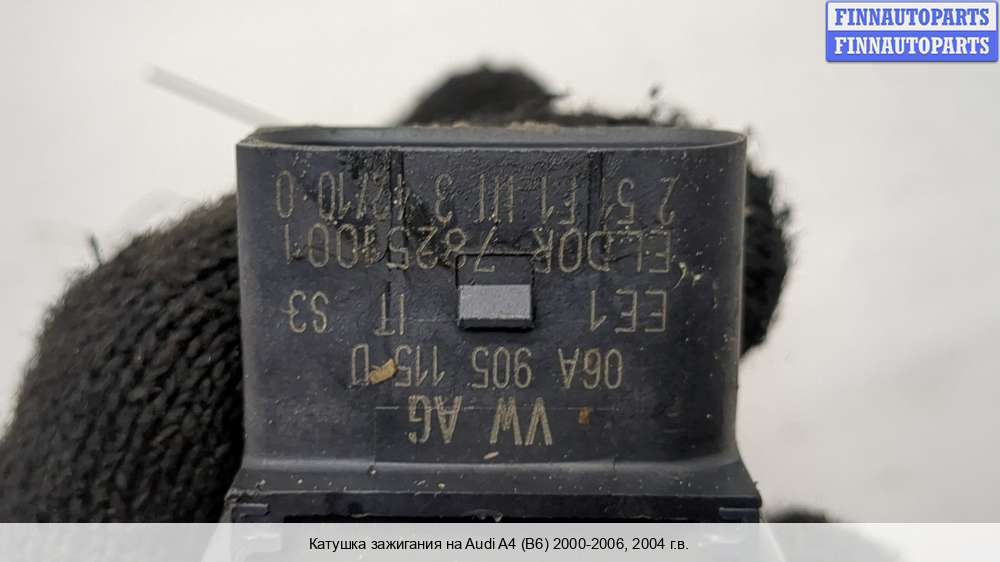 FINNAUTOPARTS
FINNAUTOPARTS
VW AG
06A 905 115 D
EE1 IT S3
ELDOR
Катушка зажигания на Audi A4 (B6) 2000-2006, 2004 г.в.